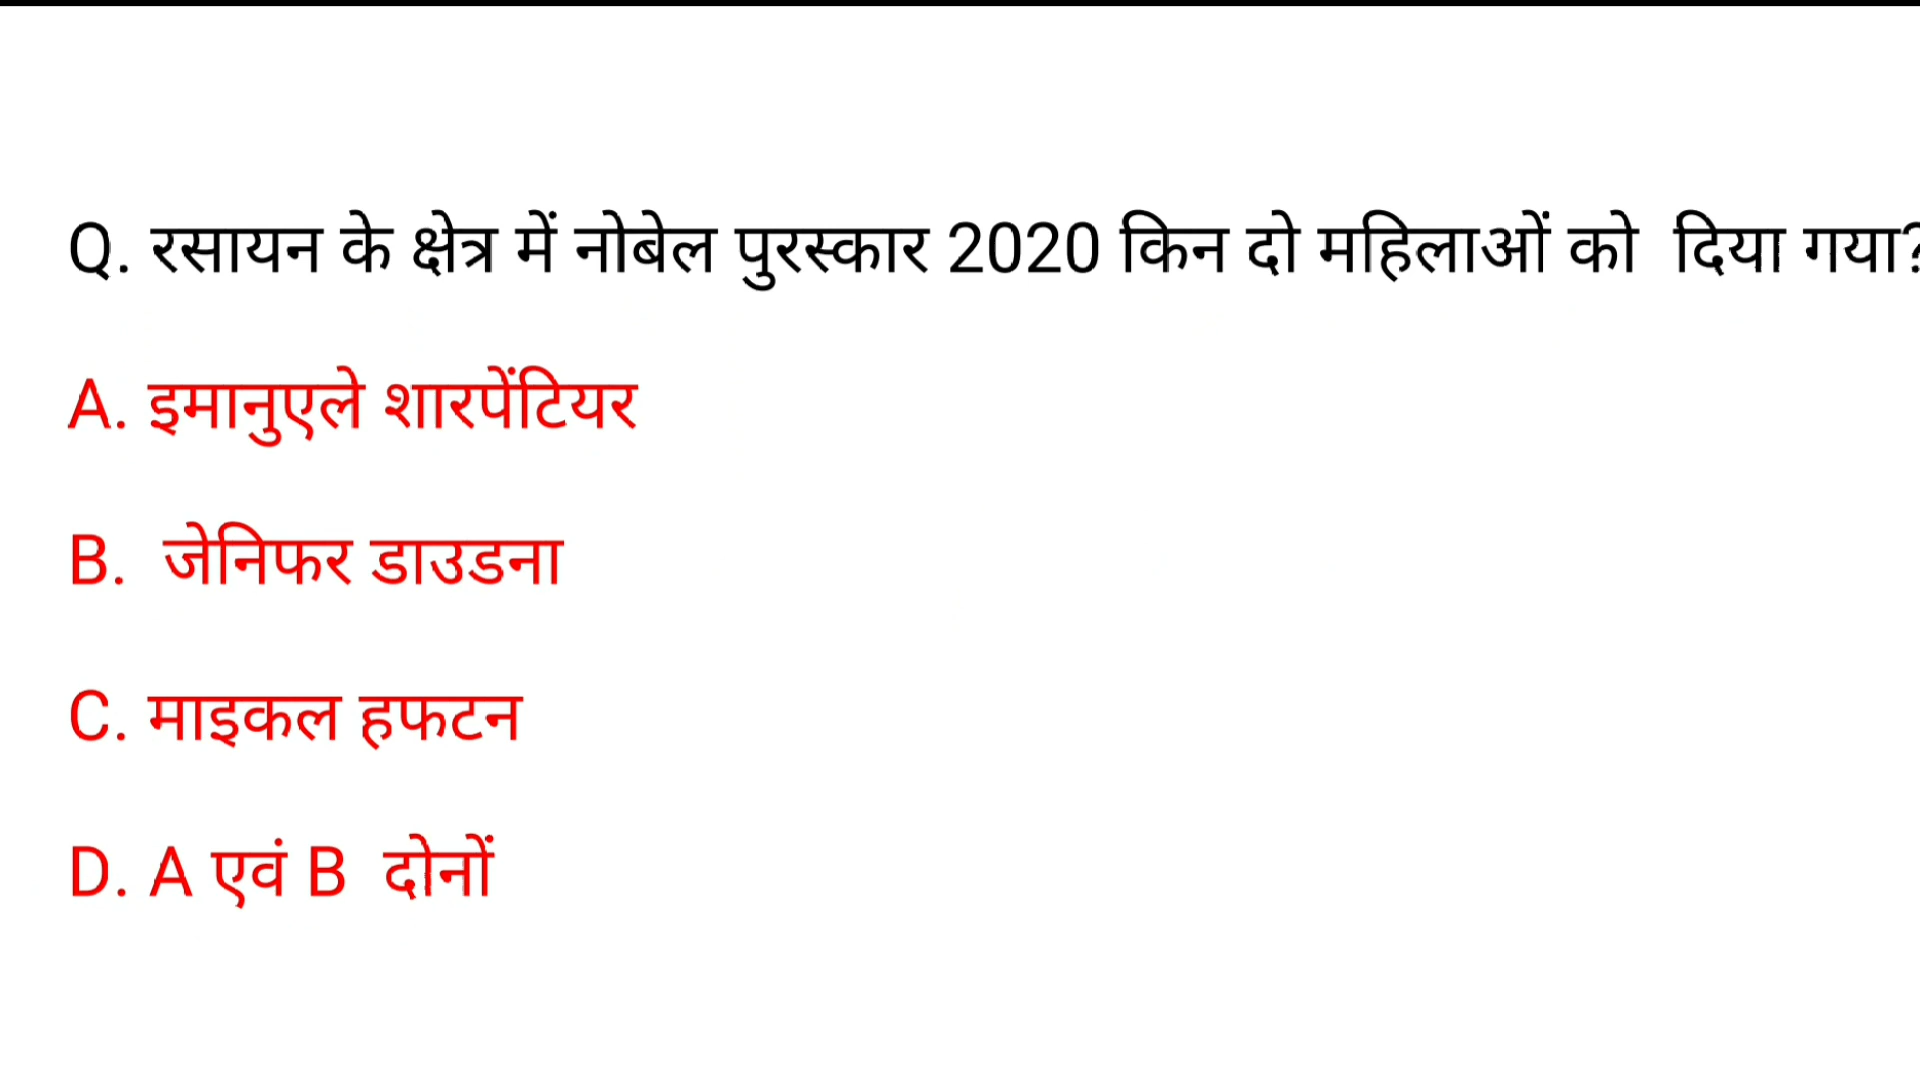 Q. रसायन के क्षेत्र में नोबेल पुरस्कार 2020 किन दो महिलाओं को दिया गया?
A. इमानुएले शारपेंटियर
B. जेनिफर डाउडना
C. माइकल हफटन
D. A एवं B दोनों